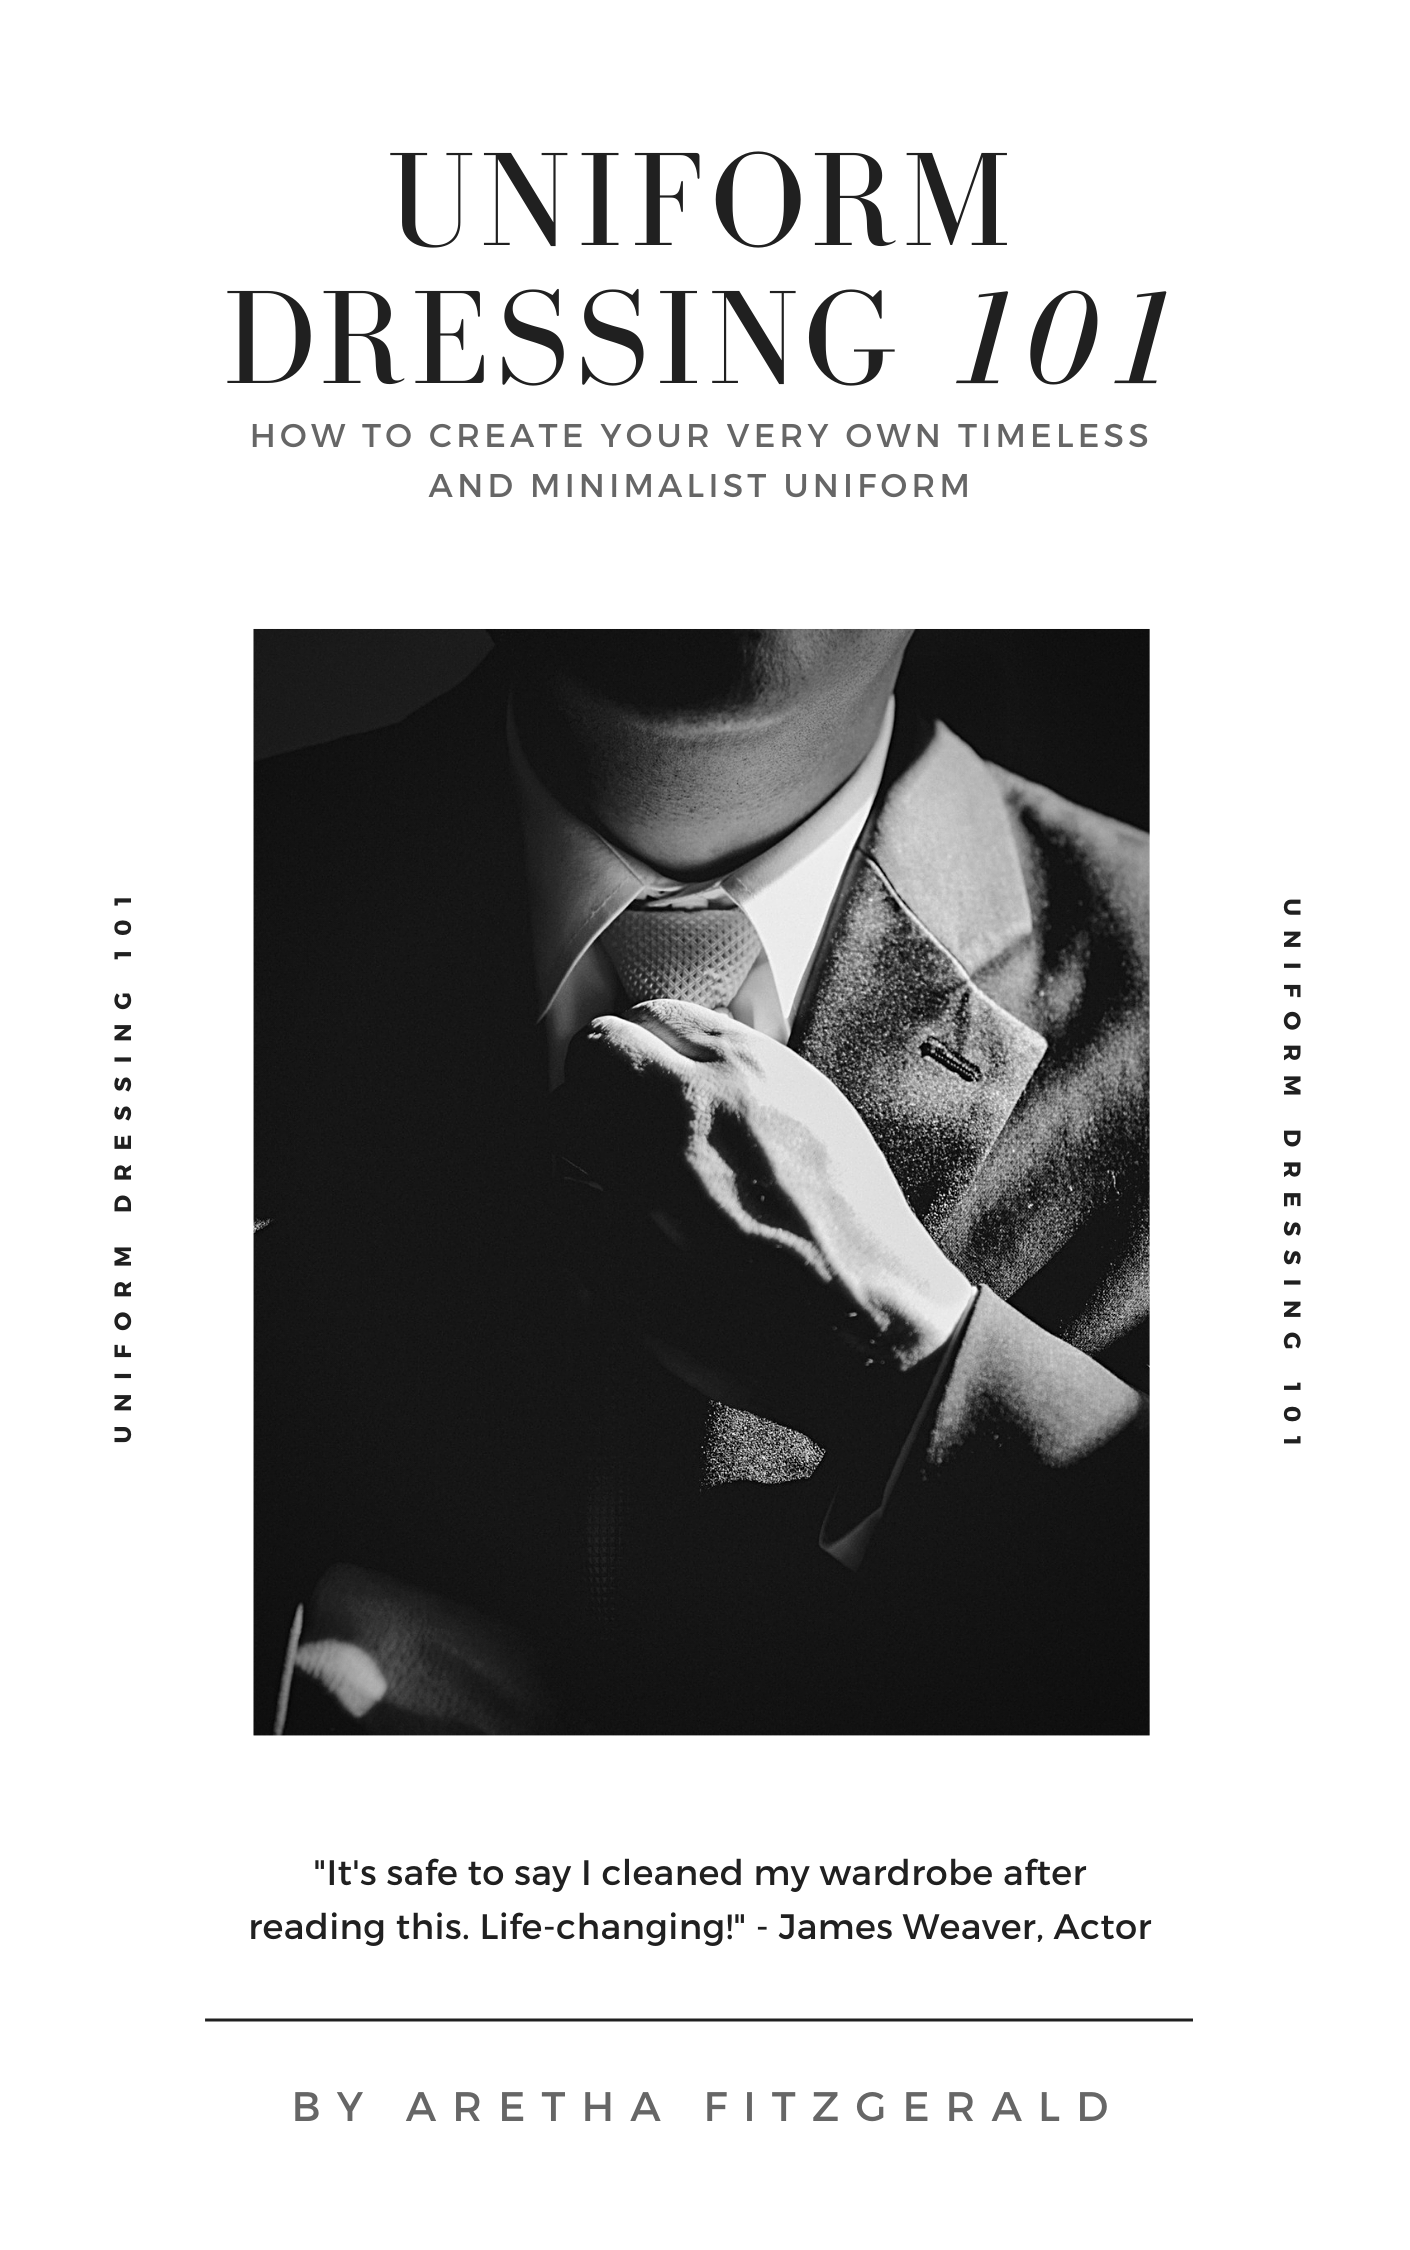 UNIFORM
DRESSING 101
HOW TO CREATE YOUR VERY OWN TIMELESS
AND MINIMALIST UNIFORM
UNIFORM DRESSING 101
UNIFORM DRESSING 101
"It's safe to say I cleaned my wardrobe after
reading this. Life-changing!" - James Weaver, Actor
BY ARETHA FITZGERALD